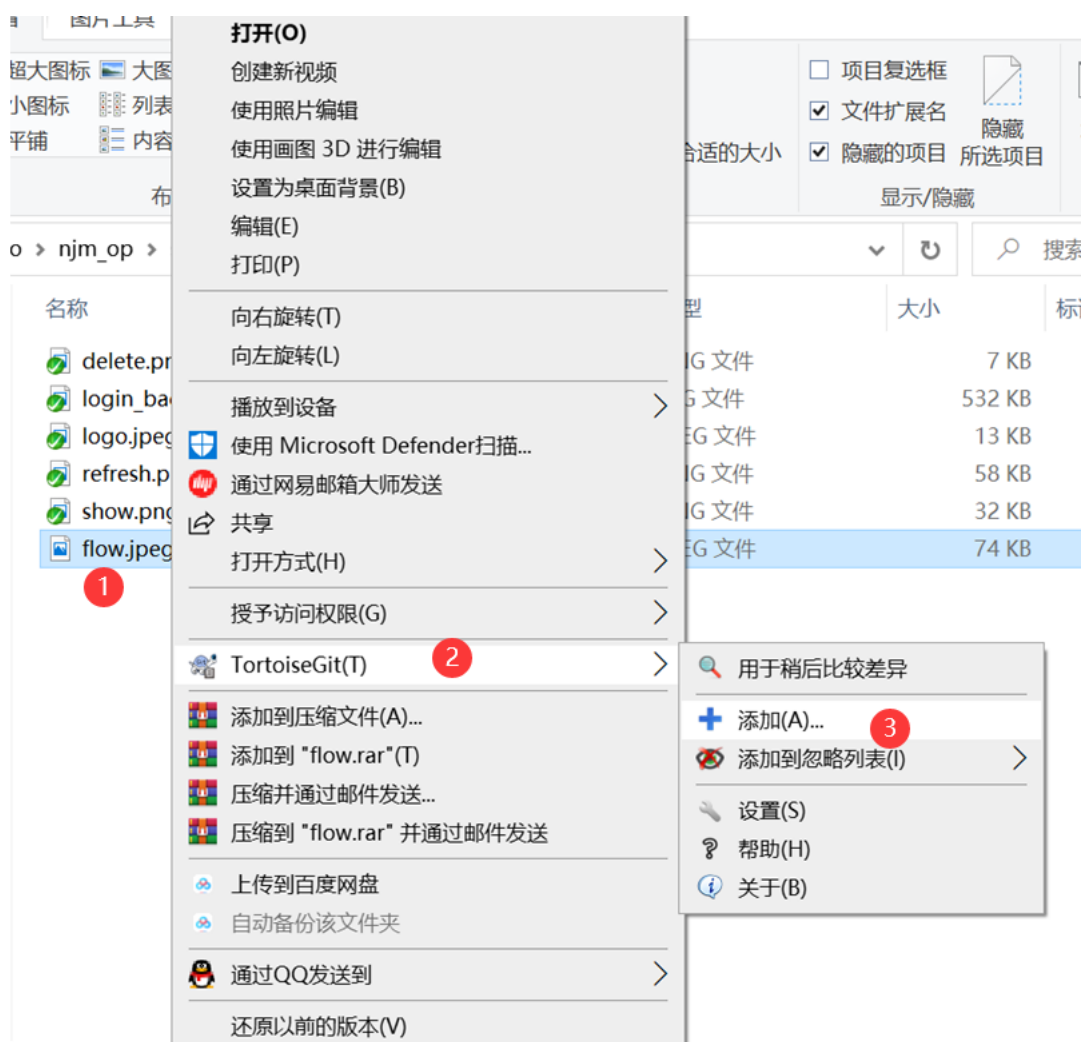 图片工具
超大图标 大图
小图标 列表
平铺 内容
布
合适的大小
项目复选框
文件扩展名
隐藏的项目
隐藏
所选项目
显示/隐藏
o > njm_op >
搜索
名称
型
大小
标
delete.pn
G 文件
7 KB
login_ba
G 文件
532 KB
logo.jpeg
EG 文件
13 KB
refresh.p
G 文件
58 KB
show.png
G 文件
32 KB
flow.jpeg
EG 文件
74 KB
1
打开(O)
创建新视频
使用照片编辑
使用画图 3D 进行编辑
设置为桌面背景(B)
编辑(E)
打印(P)
向右旋转(T)
向左旋转(L)
播放到设备
使用 Microsoft Defender扫描...
通过网易邮箱大师发送
共享
打开方式(H)
授予访问权限(G)
TortoiseGit(T)
2
添加到压缩文件(A)...
添加到 "flow.rar"(T)
压缩并通过邮件发送...
压缩到 "flow.rar" 并通过邮件发送
上传到百度网盘
自动备份该文件夹
通过QQ发送到
还原以前的版本(V)
用于稍后比较差异
添加(A)...
3
添加到忽略列表(I)
设置(S)
帮助(H)
关于(B)